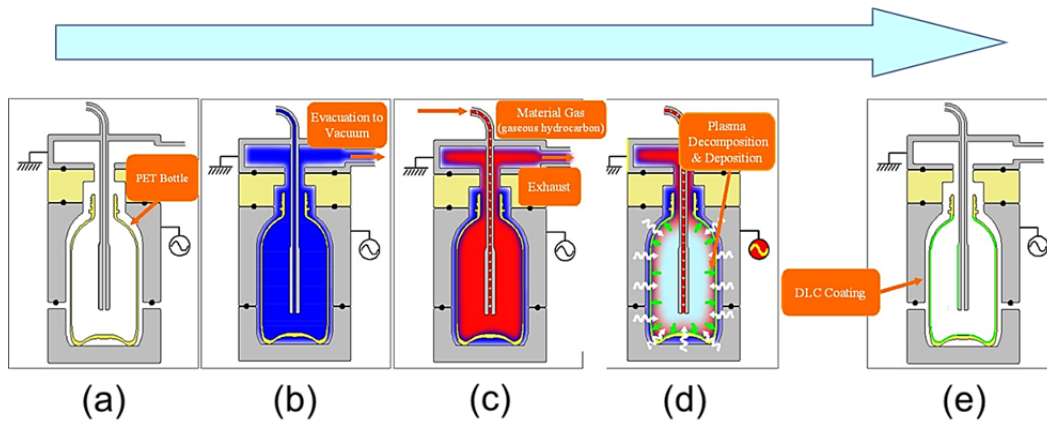 PET Bottle
Evacuation to
Vacuum
Material Gas
(gaseous hydrocarbon)
Exhaust
Plasma
Decomposition
& Deposition
DLC Coating
(a)
(b)
(c)
(d)
(e)